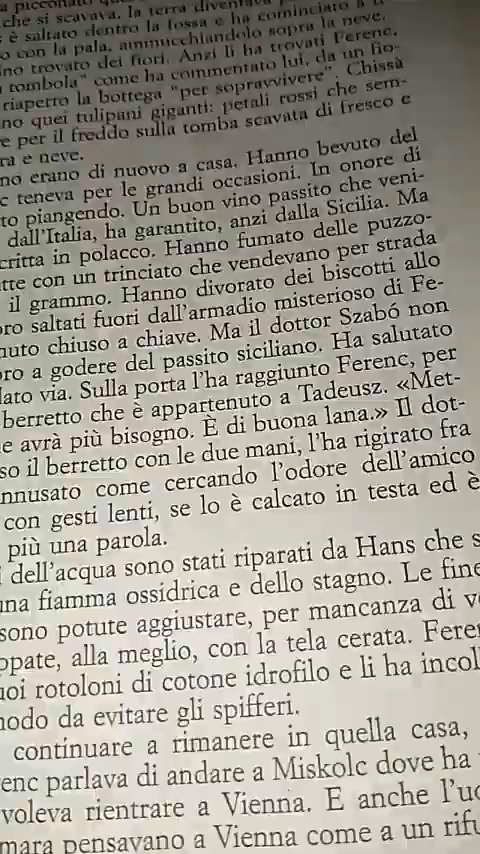 che si scavava, la terra diventava
è saltato dentro la fossa e ha cominciato a
o con la pala, ammucchiandolo sopra la neve.
no trovato dei fiori. Anzi li ha trovati Ferenc,
tombola" come ha commentato lui, da un fio-
riaperto la bottega "per sopravvivere". Chissà
no quei tulipani giganti: petali rossi che sem-
e per il freddo sulla tomba scavata di fresco e
ra e neve.
no erano di nuovo a casa. Hanno bevuto del
c teneva per le grandi occasioni. In onore di
to piangendo. Un buon vino passito che veni-
dall'Italia, ha garantito, anzi dalla Sicilia. Ma
critta in polacco. Hanno fumato delle puzzo-
tte con un trinciato che vendevano per strada
il grammo. Hanno divorato dei biscotti allo
ro saltati fuori dall'armadio misterioso di Fe-
nuto chiuso a chiave. Ma il dottor Szabó non
ro a godere del passito siciliano. Ha salutato
lato via. Sulla porta l'ha raggiunto Ferenc, per
berretto che è appartenuto a Tadeusz. «Met-
e avrà più bisogno. È di buona lana.» Il dot-
so il berretto con le due mani, l'ha rigirato fra
nnusato come cercando l'odore dell'amico
con gesti lenti, se lo è calcato in testa ed è
più una parola.
dell'acqua sono stati riparati da Hans che s
una fiamma ossidrica e dello stagno. Le fine
sono potute aggiustare, per mancanza di v
ppate, alla meglio, con la tela cerata. Feren
uoi rotoloni di cotone idrofilo e li ha incol
nodo da evitare gli spifferi.
continuare a rimanere in quella casa,
enc parlava di andare a Miskolc dove ha
voleva rientrare a Vienna. E anche l'uo
mara pensavano a Vienna come a un rifu